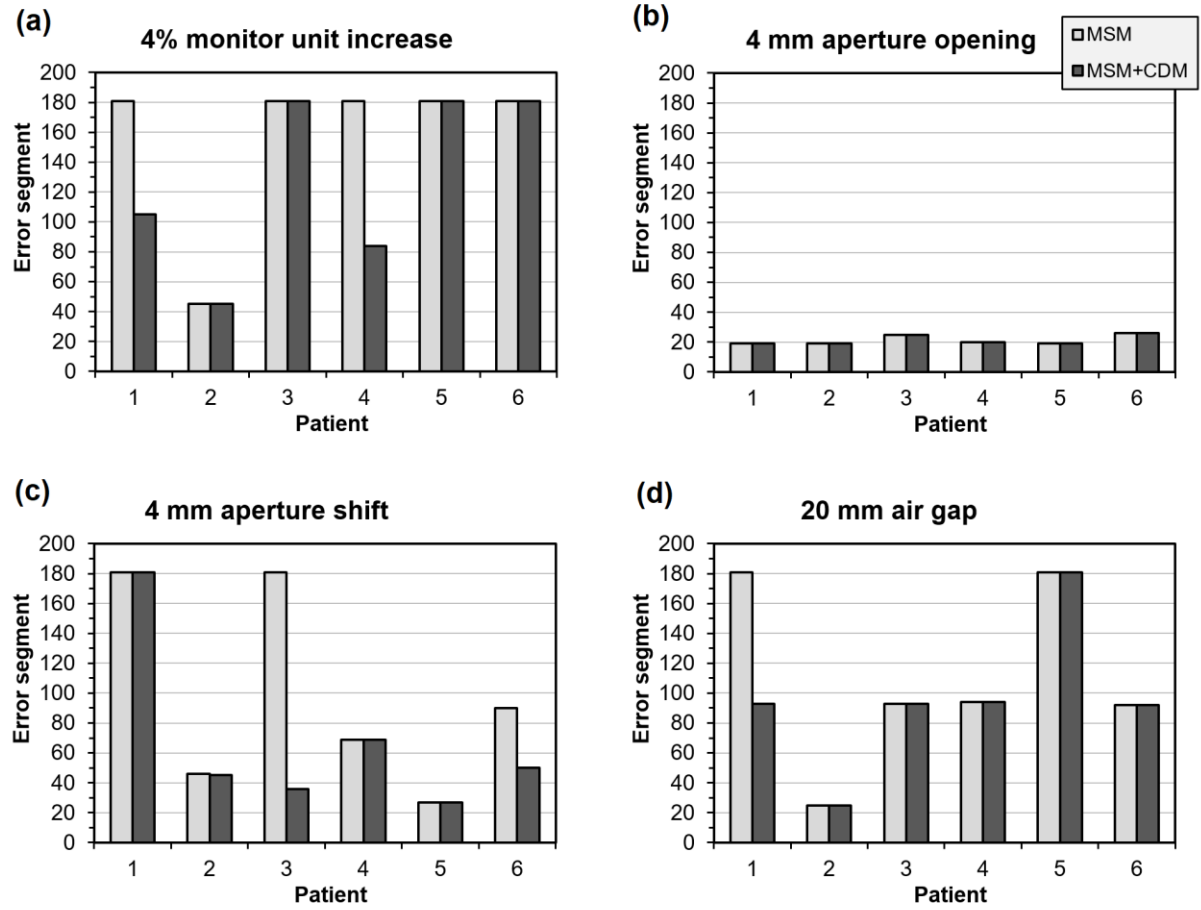 (a)
4% monitor unit increase
200
180
160
140
120
100
80
60
40
20
0
Error segment
1 2 3 4 5 6
Patient
(b)
4 mm aperture opening
MSM
MSM+CDM
200
180
160
140
120
100
80
60
40
20
0
Error segment
1 2 3 4 5 6
Patient
(c)
4 mm aperture shift
200
180
160
140
120
100
80
60
40
20
0
Error segment
1 2 3 4 5 6
Patient
(d)
20 mm air gap
200
180
160
140
120
100
80
60
40
20
0
Error segment
1 2 3 4 5 6
Patient